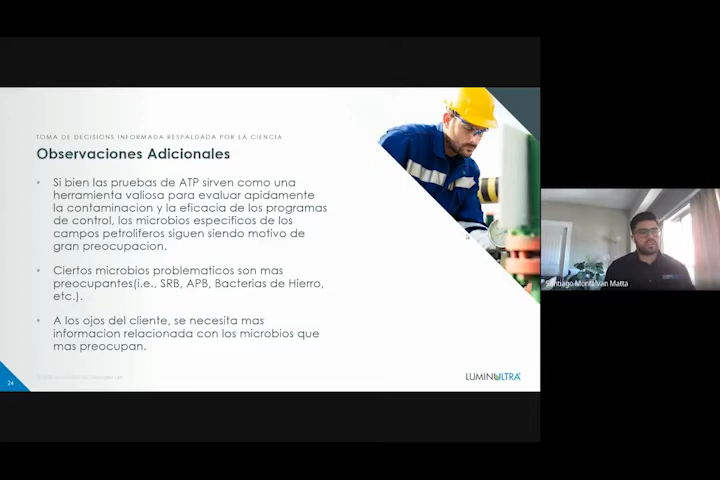 TOMA DE DECISIONS INFORMADA RESPALDADA POR LA CIENCIA
Observaciones Adicionales
• Si bien las pruebas de ATP sirven como una
herramienta valiosa para evaluar apidamente
la contaminacion y la eficacia de los programas
de control, los microbios especificos de los
campos petroliferos siguen siendo motivo de
gran preocupacion.
• Ciertos microbios problematicos son mas
preocupantes(i.e., SRB, APB, Bacterias de Hierro,
etc.).
• A los ojos del cliente, se necesita mas
informacion relacionada con los microbios que
mas preocupan.
Santiago Montalvan Matta
26
LUMINULTRA